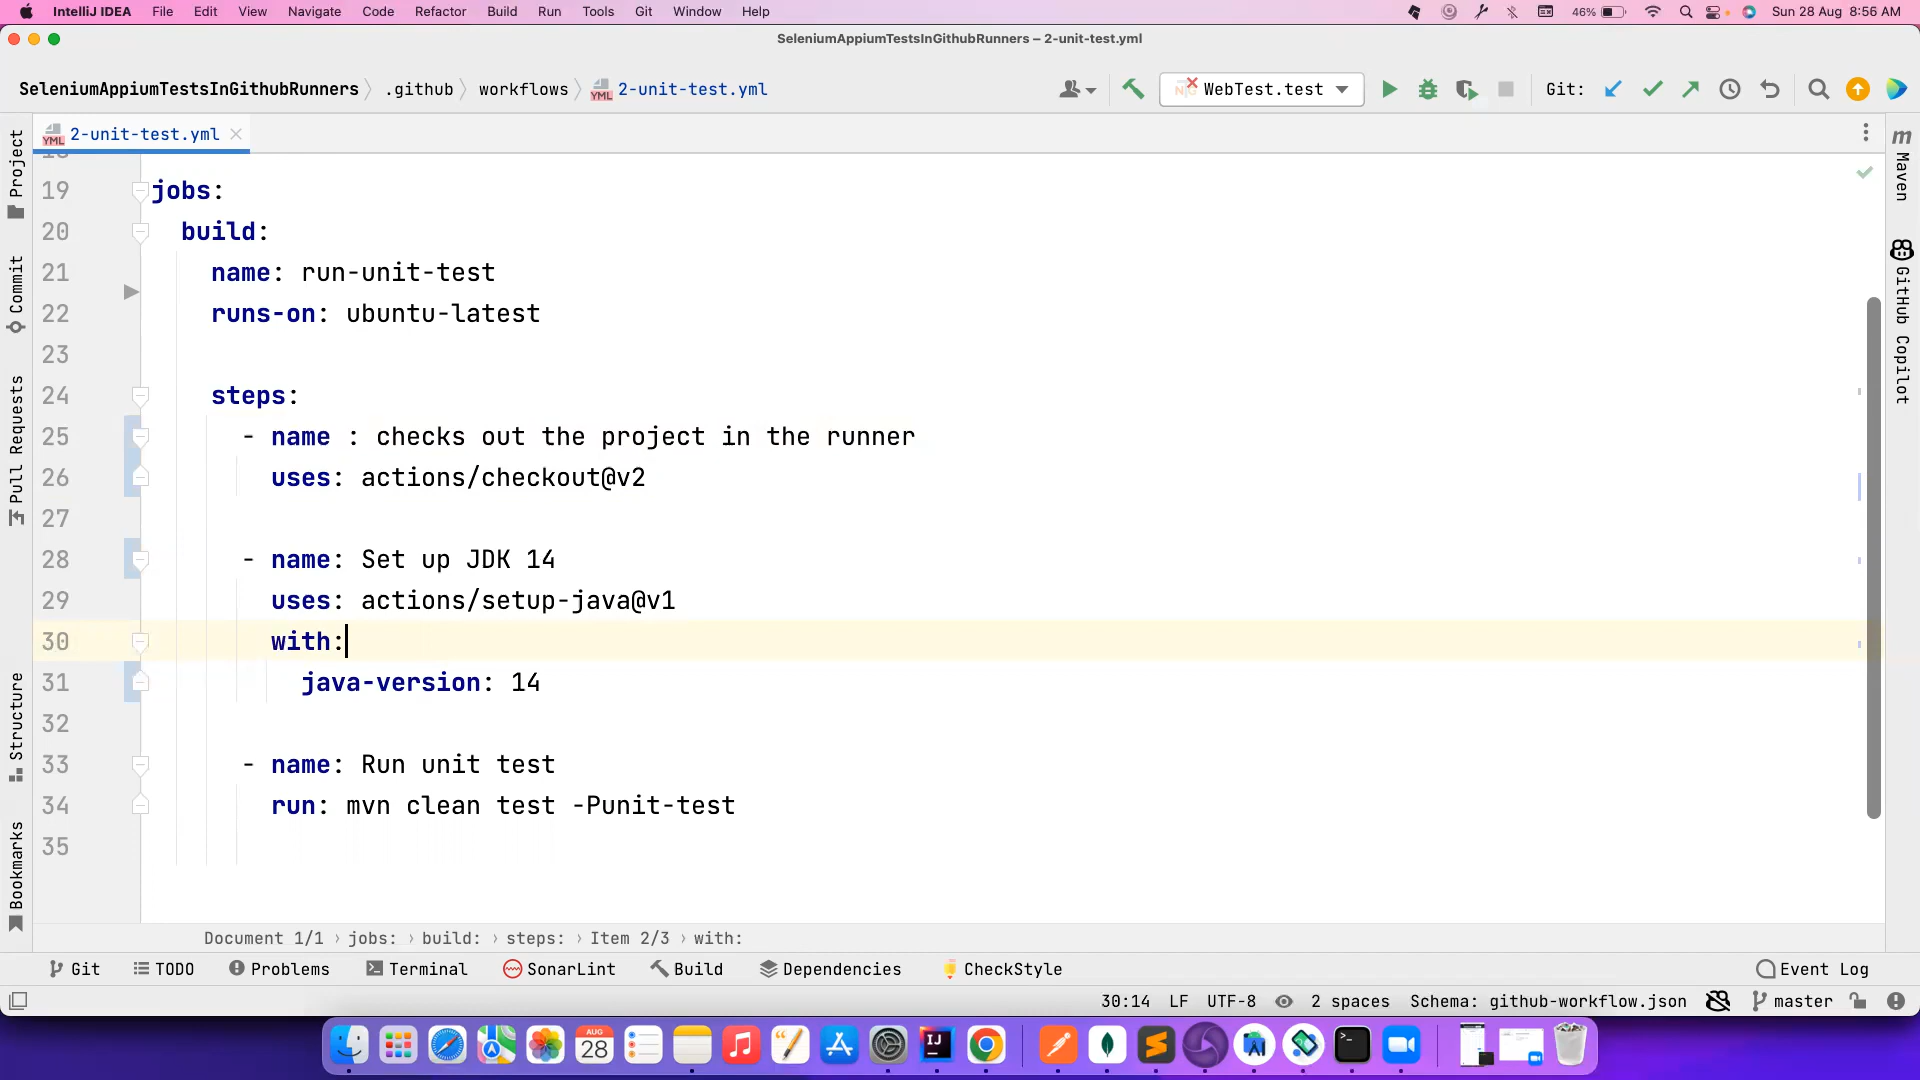 IntelliJ IDEA File Edit View Navigate Code Refactor Build Run Tools Git Window Help 46% Sun 28 Aug 8:56 AM
SeleniumAppiumTestsInGithubRunners – 2-unit-test.yml
SeleniumAppiumTestsInGithubRunners .github workflows YML 2-unit-test.yml WebTest.test Git:
YML 2-unit-test.yml
19 jobs:
20 build:
21 name: run-unit-test
22 runs-on: ubuntu-latest
23
24 steps:
25 - name : checks out the project in the runner
26 uses: actions/checkout@v2
27
28 - name: Set up JDK 14
29 uses: actions/setup-java@v1
30 with:
31 java-version: 14
32
33 - name: Run unit test
34 run: mvn clean test -Punit-test
35
Project
Commit
Pull Requests
Structure
Bookmarks
m Maven
GitHub Copilot
Document 1/1 › jobs: › build: › steps: › Item 2/3 › with:
Git TODO Problems Terminal SonarLint Build Dependencies CheckStyle Event Log
30:14 LF UTF-8 2 spaces Schema: github-workflow.json master
AUG
28
IJ